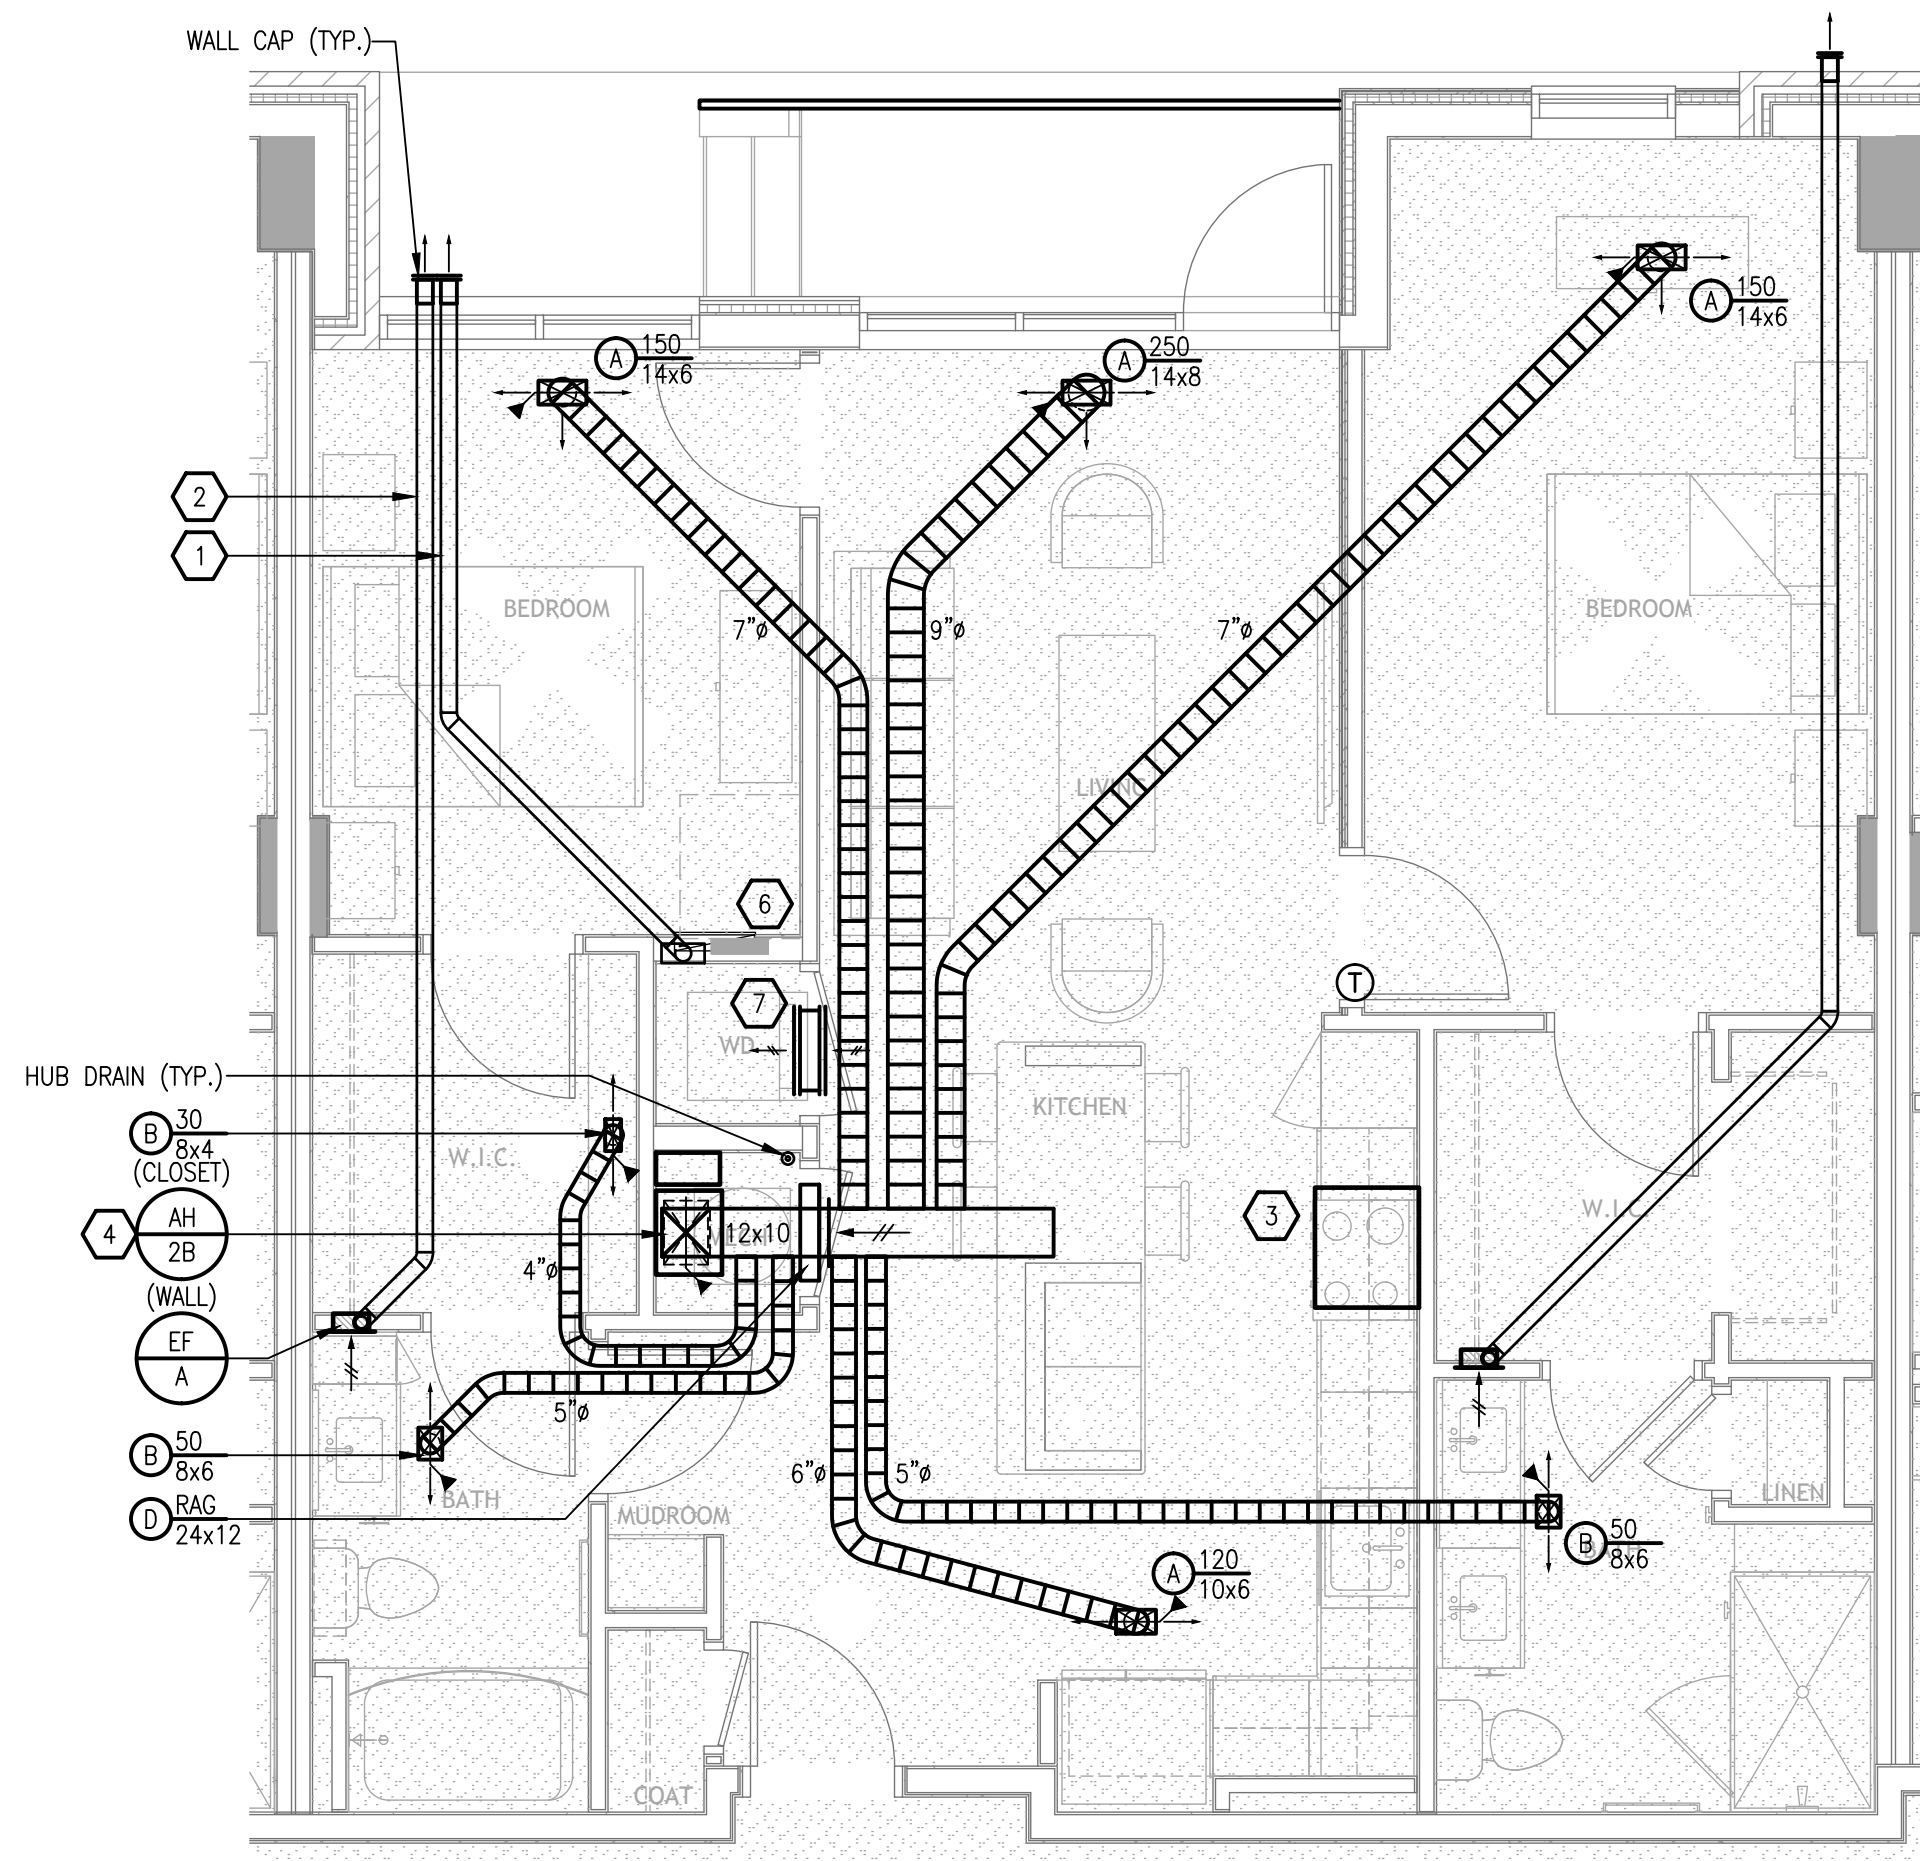 WALL CAP (TYP.)
A 150
14x6
A 250
14x8
A 150
14x6
2
1
BEDROOM
7"ø
9"ø
7"ø
BEDROOM
LIVING
6
7
T
WD
HUB DRAIN (TYP.)
KITCHEN
B 30
8x4
(CLOSET)
W.I.C.
4
AH
2B
12x10
MECH
3
W.I.C.
4"ø
(WALL)
EF
A
5"ø
B 50
8x6
6"ø
5"ø
BATH
D RAG
24x12
MUDROOM
LINEN
B 50
8x6
BATH
A 120
10x6
COAT